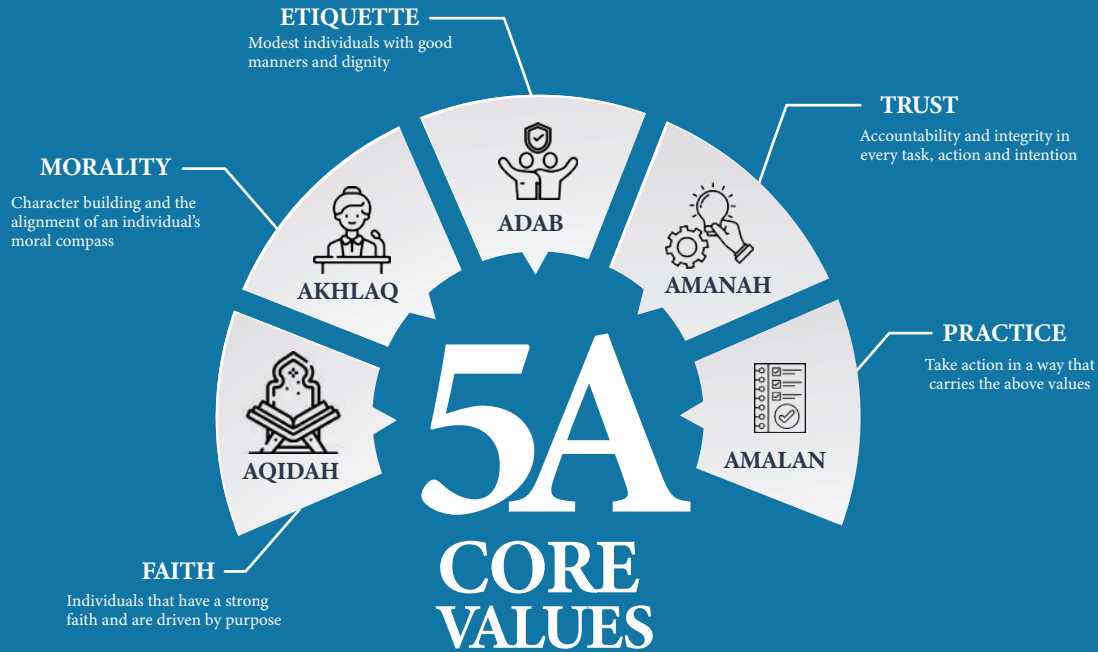 ETIQUETTE
Modest individuals with good
manners and dignity
TRUST
Accountability and integrity in
every task, action and intention
MORALITY
Character building and the
alignment of an individual's
moral compass
ADAB
AKHLAQ
AMANAH
PRACTICE
Take action in a way that
carries the above values
AQIDAH
AMALAN
5A
CORE
VALUES
FAITH
Individuals that have a strong
faith and are driven by purpose